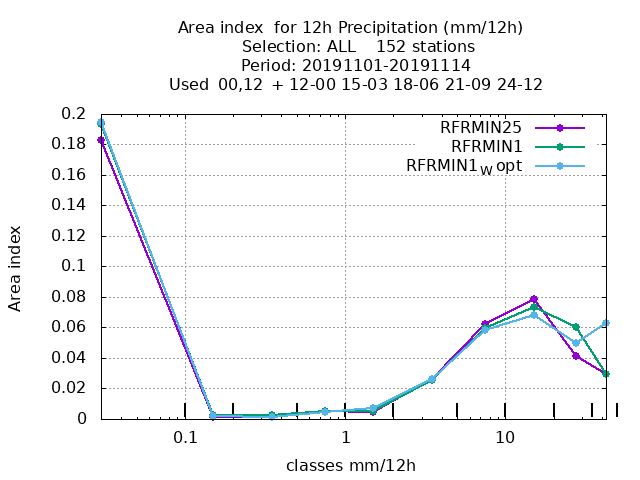 Area index  for 12h Precipitation (mm/12h)
Selection: ALL    152 stations
Period: 20191101-20191114
Used  00,12  + 12-00 15-03 18-06 21-09 24-12
RFRMIN25
RFRMIN1
RFRMIN1W opt
0.2
0.18
0.16
0.14
0.12
0.1
0.08
0.06
0.04
0.02
0
Area index
0.1 1 10
classes mm/12h